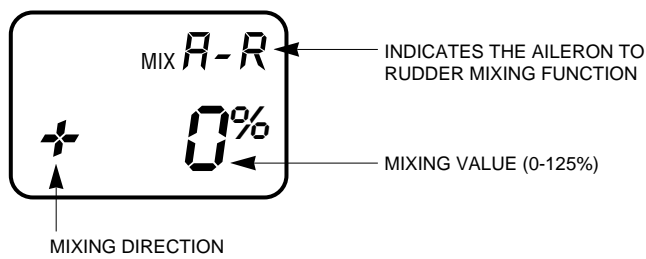 MIX A-R
INDICATES THE AILERON TO
RUDDER MIXING FUNCTION
+ 0%
MIXING VALUE (0-125%)
MIXING DIRECTION